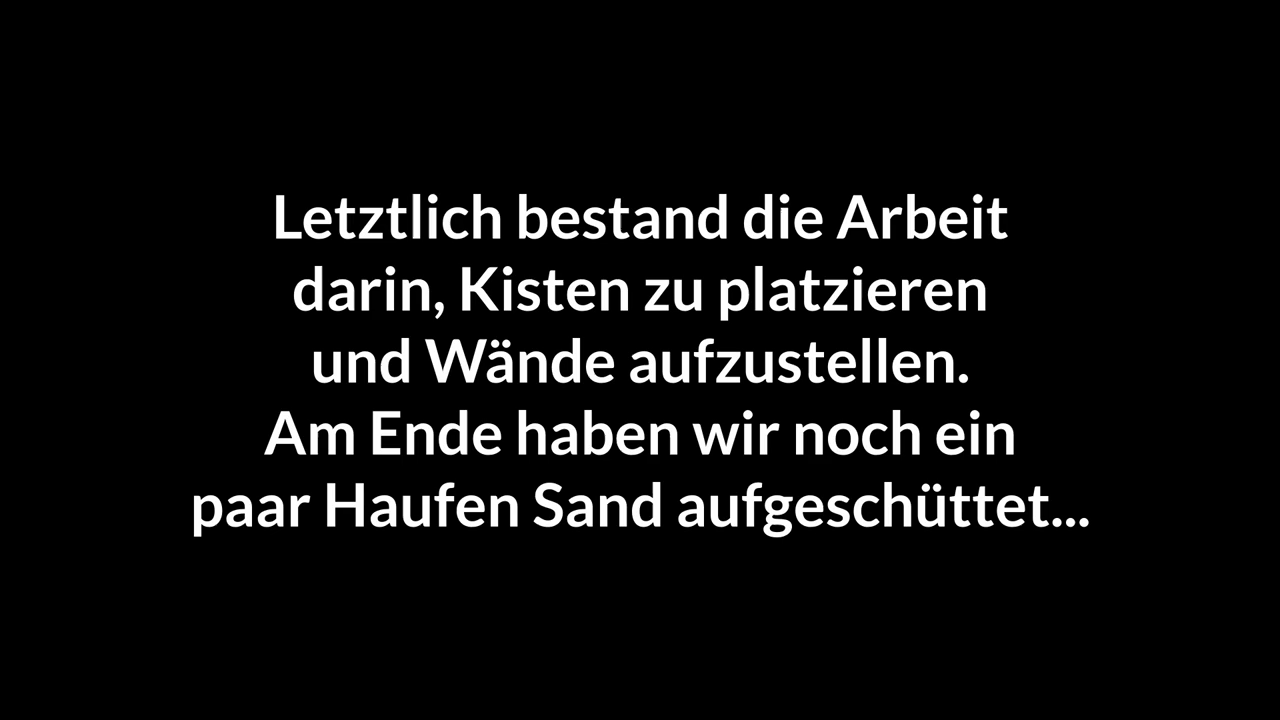 Letztlich bestand die Arbeit
darin, Kisten zu platzieren
und Wände aufzustellen.
Am Ende haben wir noch ein
paar Haufen Sand aufgeschüttet...